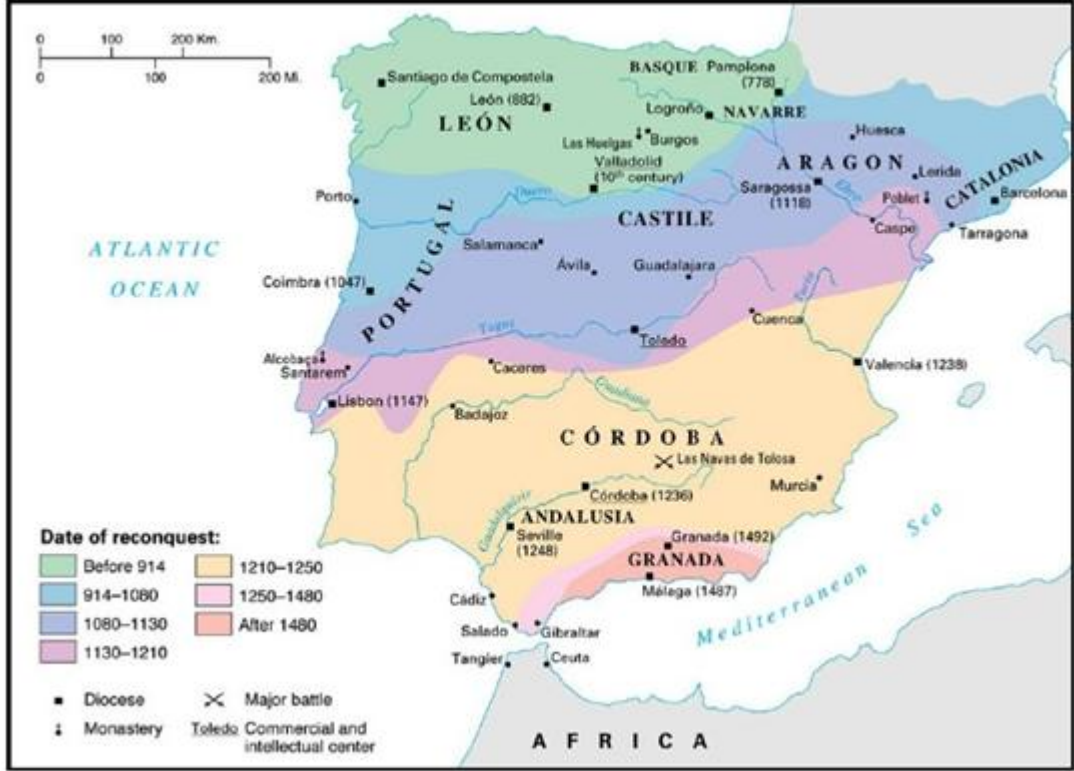 0 100 200 Km.
0 100 200 Mi.
Santiago de Compostela
León (882)
LEÓN
BASQUE
Pamplona
(778)
Logroño
NAVARRE
Las Huelgas
Burgos
Valladolid
(10th century)
Huesca
ARAGON
Lerida
Saragossa
(1118)
Ebro
Poblet
CATALONIA
Barcelona
Caspe
Tarragona
Porto
Duero
CASTILE
Salamanca
Ávila
Guadalajara
ATLANTIC
OCEAN
Coimbra (1047)
PORTUGAL
Tagus
Toledo
Cuenca
Turia
Valencia (1238)
Alcobaça
Santarem
Caceres
Lisbon (1147)
Badajoz
Guadiana
CÓRDOBA
Las Navas de Tolosa
Murcia
Córdoba (1236)
Guadalquivir
ANDALUSIA
Seville
(1248)
Granada (1492)
GRANADA
Málaga (1487)
Cádiz
Salado
Gibraltar
Tangier
Ceuta
Mediterranean Sea
AFRICA
Date of reconquest:
Before 914
914–1080
1080–1130
1130–1210
1210–1250
1250–1480
After 1480
Diocese
Monastery
Major battle
Toledo Commercial and
intellectual center